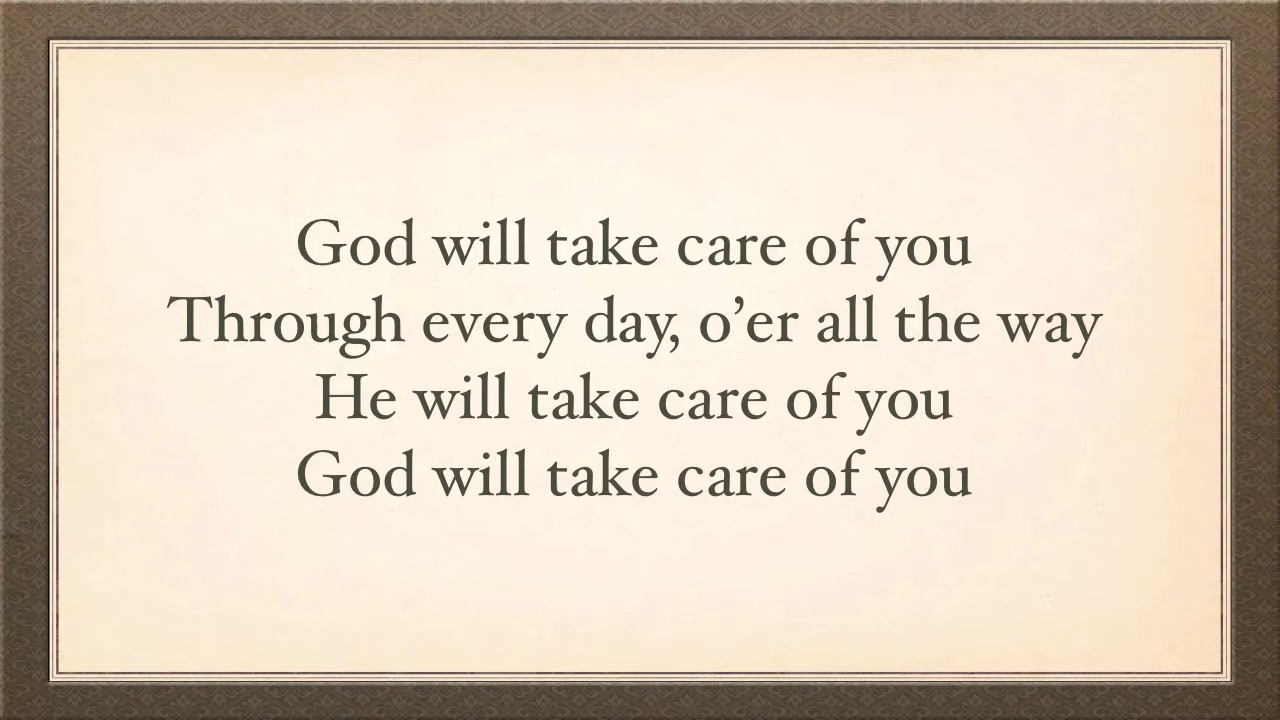 God will take care of you
Through every day, o’er all the way
He will take care of you
God will take care of you